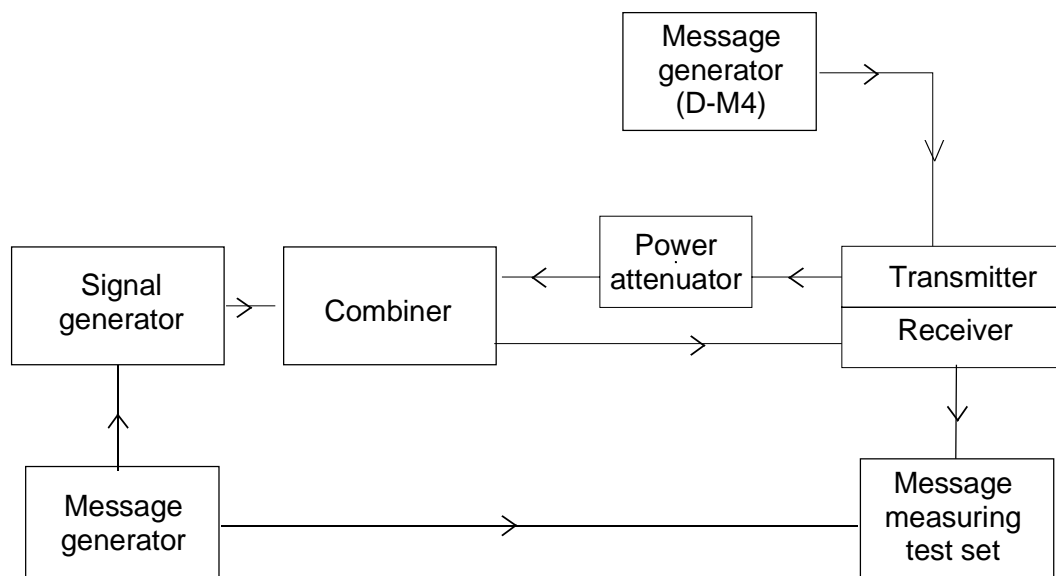 Message
generator
(D-M4)
Power
attenuator
Signal
generator
Combiner
Transmitter
Receiver
Message
generator
Message
measuring
test set